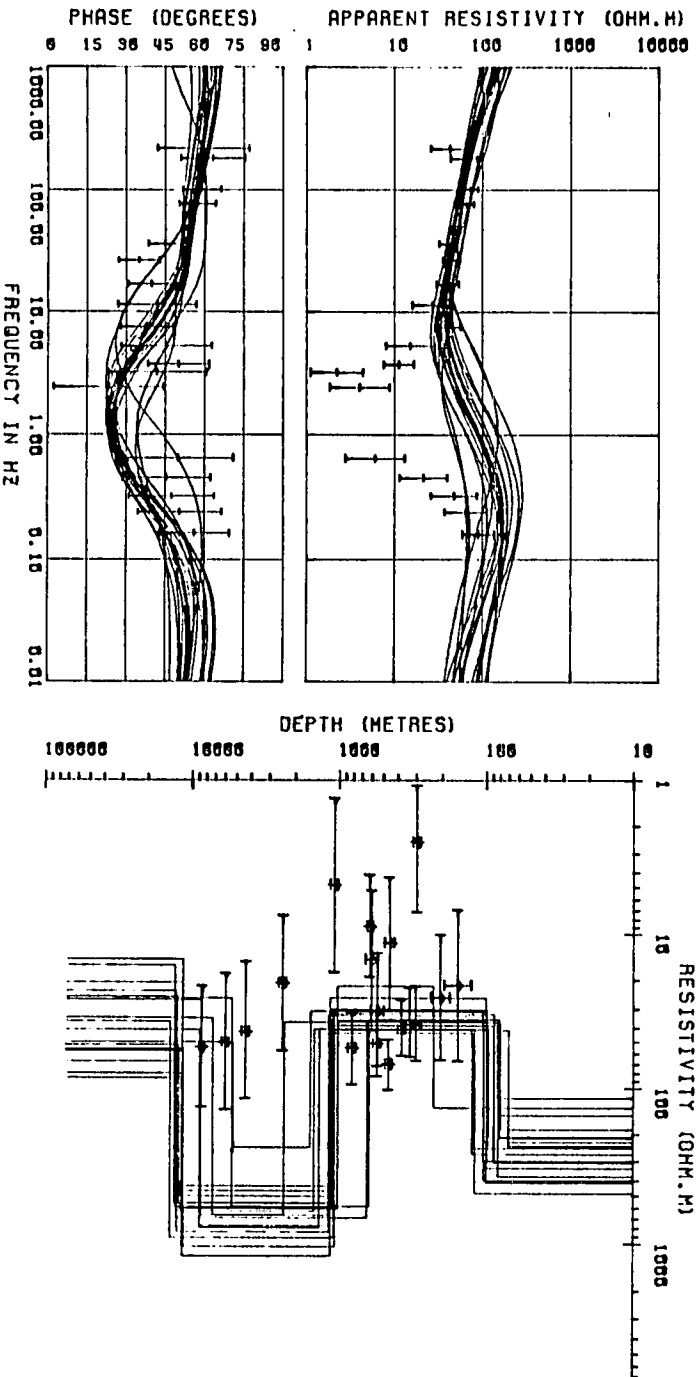 PHASE (DEGREES)
0 15 30 45 60 75 90
APPARENT RESISTIVITY (OHM.M)
1 10 100 1000 10000
1000.00
100.00
10.00
1.00
0.10
0.01
FREQUENCY IN HZ
DEPTH (METRES)
100000 10000 1000 100 10
1
10
100
1000
RESISTIVITY (OHM.M)